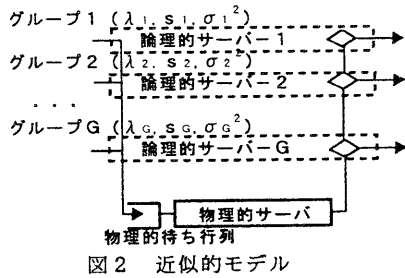 グループ1 (λ₁, S₁, σ₁²)
論理的サーバー1
グループ2 (λ₂, S₂, σ₂²)
論理的サーバー2
・・・
グループG (λG, SG, σG²)
論理的サーバーG
物理的サーバ
物理的待ち行列
図2 近似的モデル